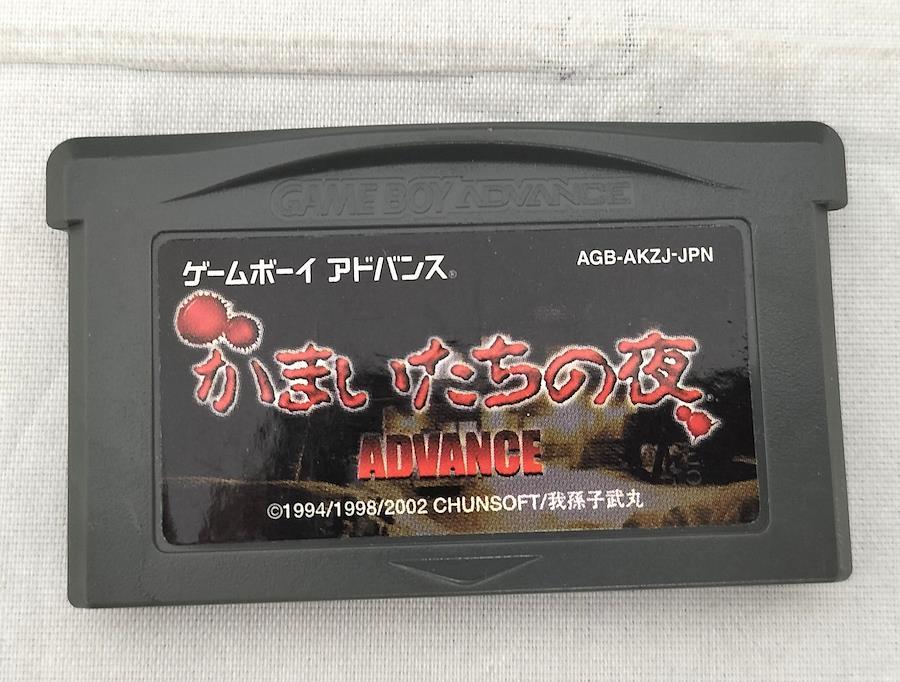 GAME BOY ADVANCE
ゲームボーイ アドバンス®
AGB-AKZJ-JPN
かまいたちの夜
ADVANCE
©1994/1998/2002 CHUNSOFT/我孫子武丸